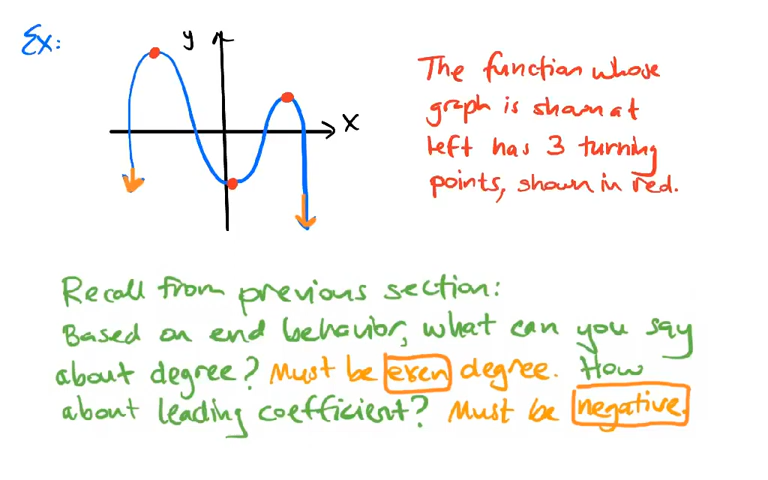 Ex:
y
x
The function whose
graph is shown at
left has 3 turning
points, shown in red.
Recall from previous section:
Based on end behavior, what can you say
about degree? Must be even degree. How
about leading coefficient? Must be negative.